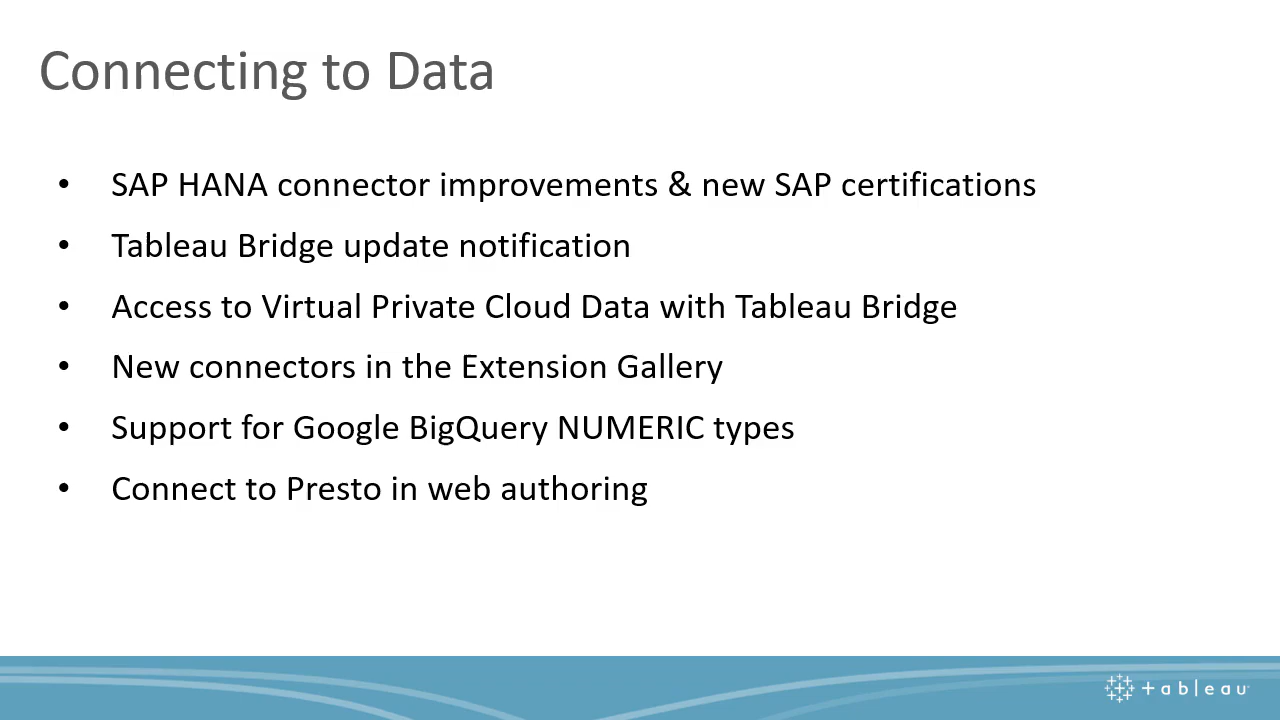 Connecting to Data
• SAP HANA connector improvements & new SAP certifications
• Tableau Bridge update notification
• Access to Virtual Private Cloud Data with Tableau Bridge
• New connectors in the Extension Gallery
• Support for Google BigQuery NUMERIC types
• Connect to Presto in web authoring
+ableau